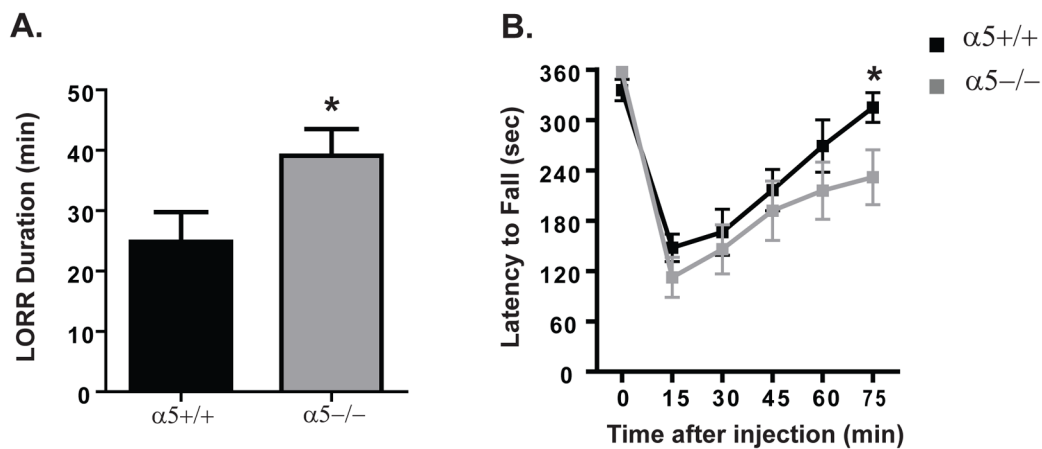 A.
LORR Duration (min)
50
40
30
20
10
0
*
α5+/+
α5−/−
B.
Latency to Fall (sec)
360
300
240
180
120
60
0
*
0 15 30 45 60 75
Time after injection (min)
α5+/+
α5−/−